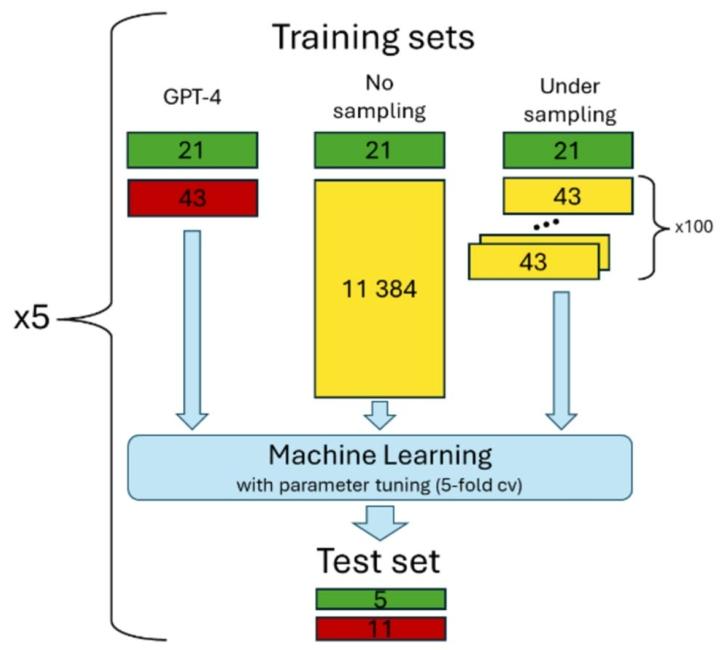 Training sets
GPT-4
No
sampling
Under
sampling
21
21
21
43
43
11 384
43
x100
x5
Machine Learning
with parameter tuning (5-fold cv)
Test set
5
11